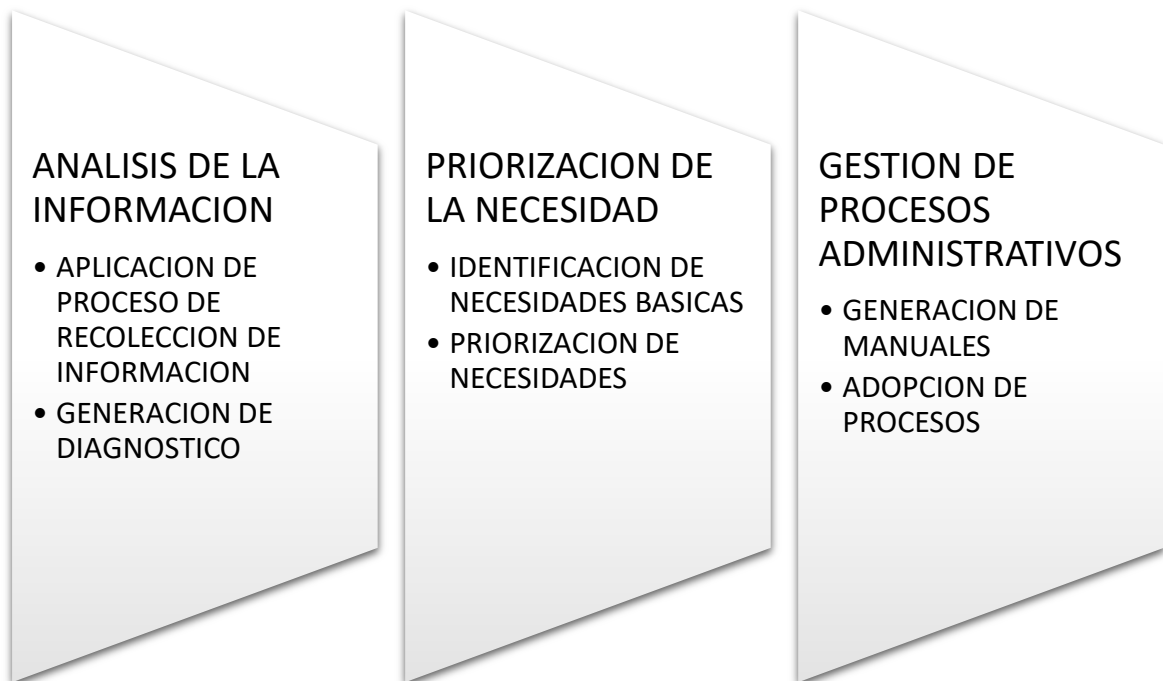 ANALISIS DE LA
INFORMACION
• APLICACION DE
PROCESO DE
RECOLECCION DE
INFORMACION
• GENERACION DE
DIAGNOSTICO
PRIORIZACION DE
LA NECESIDAD
• IDENTIFICACION DE
NECESIDADES BASICAS
• PRIORIZACION DE
NECESIDADES
GESTION DE
PROCESOS
ADMINISTRATIVOS
• GENERACION DE
MANUALES
• ADOPCION DE
PROCESOS